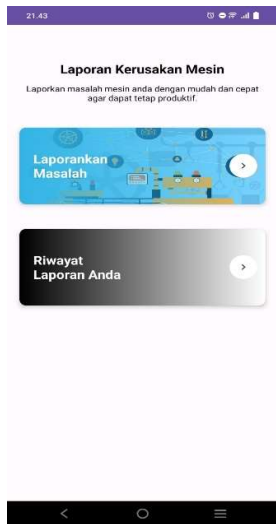 21.43
Laporan Kerusakan Mesin
Laporkan masalah mesin anda dengan mudah dan cepat
agar dapat tetap produktif.
Laporankan
Masalah
Riwayat
Laporan Anda